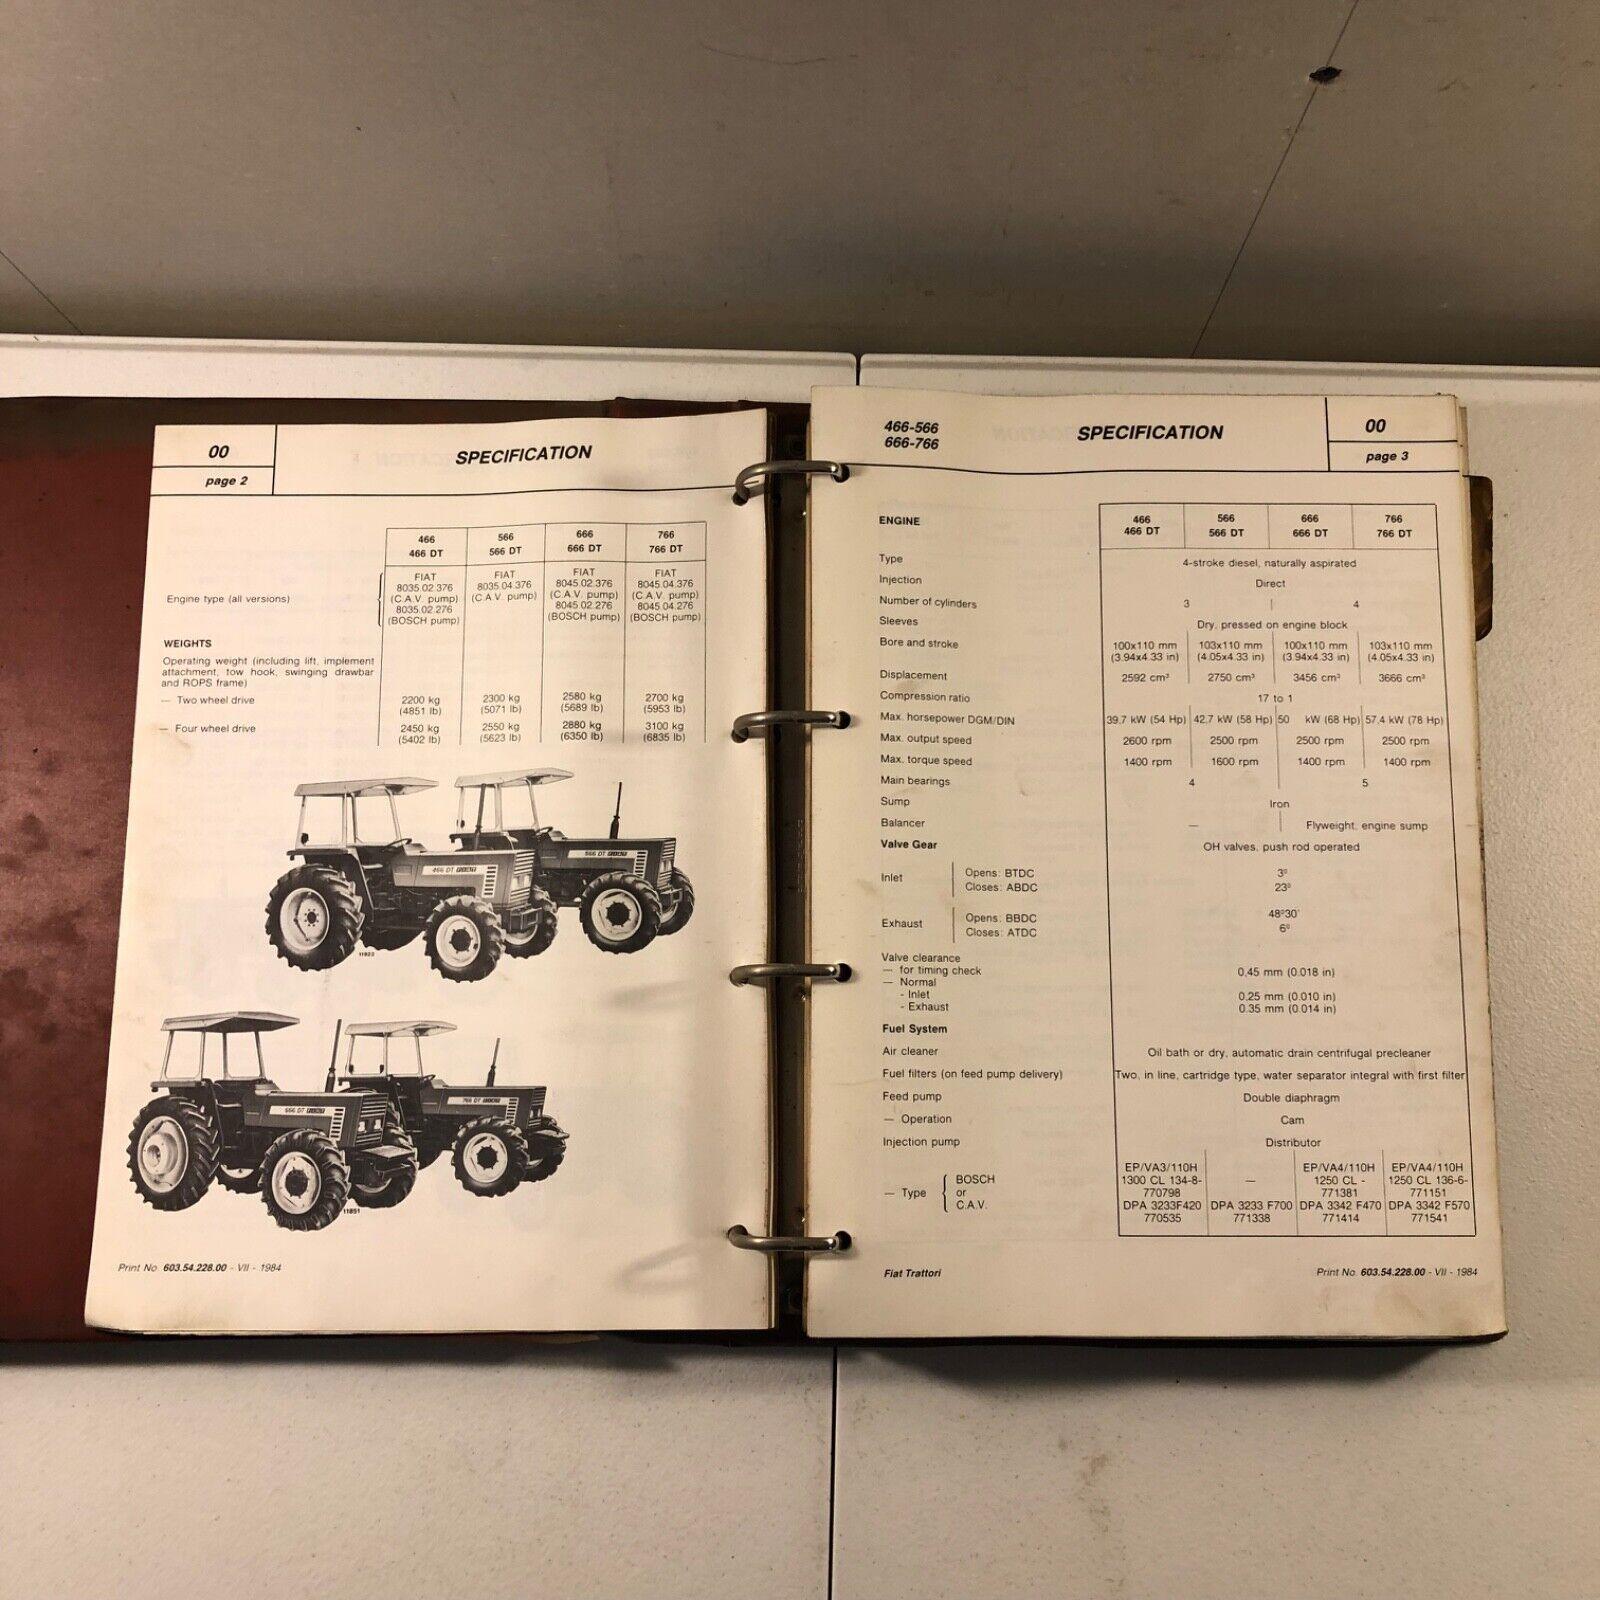 00
page 2
SPECIFICATION
466 566 666 766
466 DT 566 DT 666 DT 766 DT
Engine type (all versions)
FIAT FIAT FIAT FIAT
8035.02.376 8035.04.376 8045.02.376 8045.04.376
(C.A.V. pump) (C.A.V. pump) (C.A.V. pump) (C.A.V. pump)
8035.02.276 8045.02.276 8045.04.276
(BOSCH pump) (BOSCH pump) (BOSCH pump)
WEIGHTS
Operating weight (including lift, implement
attachment, tow hook, swinging drawbar
and ROPS frame)
— Two wheel drive 2200 kg 2300 kg 2580 kg 2700 kg
(4851 lb) (5071 lb) (5689 lb) (5953 lb)
— Four wheel drive 2450 kg 2550 kg 2880 kg 3100 kg
(5402 lb) (5623 lb) (6350 lb) (6835 lb)
466 DT FIAT
566 DT FIAT
11822
666 DT FIAT
766 DT FIAT
11851
Print No 603.54.228.00 - VII - 1984
466-566
666-766
SPECIFICATION
00
page 3
ENGINE
466 566 666 766
466 DT 566 DT 666 DT 766 DT
Type 4-stroke diesel, naturally aspirated
Injection Direct
Number of cylinders 3 4
Sleeves Dry, pressed on engine block
Bore and stroke 100x110 mm 103x110 mm 100x110 mm 103x110 mm
(3.94x4.33 in) (4.05x4.33 in) (3.94x4.33 in) (4.05x4.33 in)
Displacement 2592 cm³ 2750 cm³ 3456 cm³ 3666 cm³
Compression ratio 17 to 1
Max. horsepower DGM/DIN 39.7 kW (54 Hp) 42.7 kW (58 Hp) 50 kW (68 Hp) 57.4 kW (78 Hp)
Max. output speed 2600 rpm 2500 rpm 2500 rpm 2500 rpm
Max. torque speed 1400 rpm 1600 rpm 1400 rpm 1400 rpm
Main bearings 4 5
Sump Iron
Balancer — Flyweight, engine sump
Valve Gear OH valves, push rod operated
Inlet Opens: BTDC 3º
Closes: ABDC 23º
Exhaust Opens: BBDC 48º30'
Closes: ATDC 6º
Valve clearance
— for timing check 0,45 mm (0.018 in)
— Normal
- Inlet 0.25 mm (0.010 in)
- Exhaust 0.35 mm (0.014 in)
Fuel System
Air cleaner Oil bath or dry, automatic drain centrifugal precleaner
Fuel filters (on feed pump delivery) Two, in line, cartridge type, water separator integral with first filter
Feed pump Double diaphragm
— Operation Cam
Injection pump Distributor
— Type BOSCH or C.A.V.
EP/VA3/110H — EP/VA4/110H EP/VA4/110H
1300 CL 134-8- 1250 CL - 1250 CL 136-6-
770798 771381 771151
DPA 3233F420 DPA 3233 F700 DPA 3342 F470 DPA 3342 F570
770535 771338 771414 771541
Fiat Trattori
Print No. 603.54.228.00 - VII - 1984